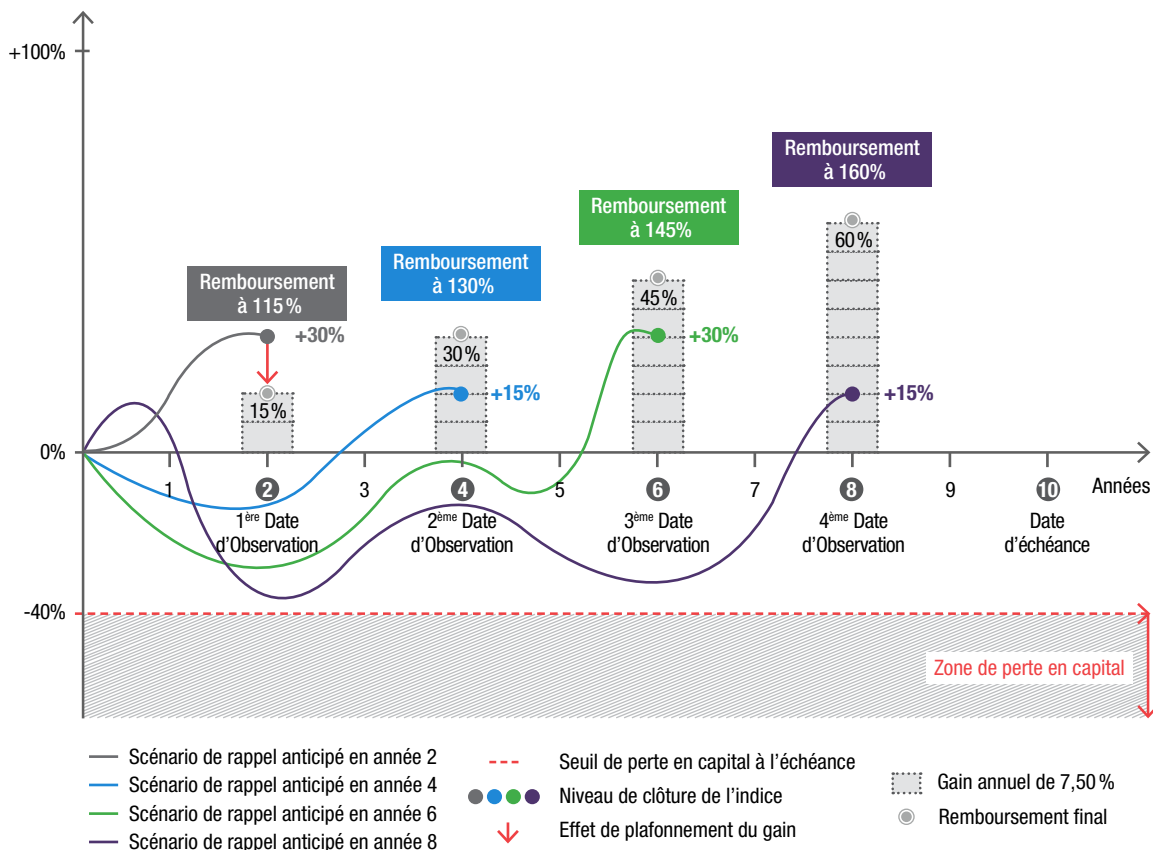 +100%
Remboursement
à 160%
Remboursement
à 145%
Remboursement
à 130%
Remboursement
à 115%
60%
45%
+30%
30%
+30%
15%
+15%
+15%
0%
1 2 3 4 5 6 7 8 9 10 Années
1ère Date
d'Observation
2ème Date
d'Observation
3ème Date
d'Observation
4ème Date
d'Observation
Date
d'échéance
-40%
Zone de perte en capital
Scénario de rappel anticipé en année 2
Scénario de rappel anticipé en année 4
Scénario de rappel anticipé en année 6
Scénario de rappel anticipé en année 8
Seuil de perte en capital à l'échéance
Niveau de clôture de l'indice
Effet de plafonnement du gain
Gain annuel de 7,50%
Remboursement final